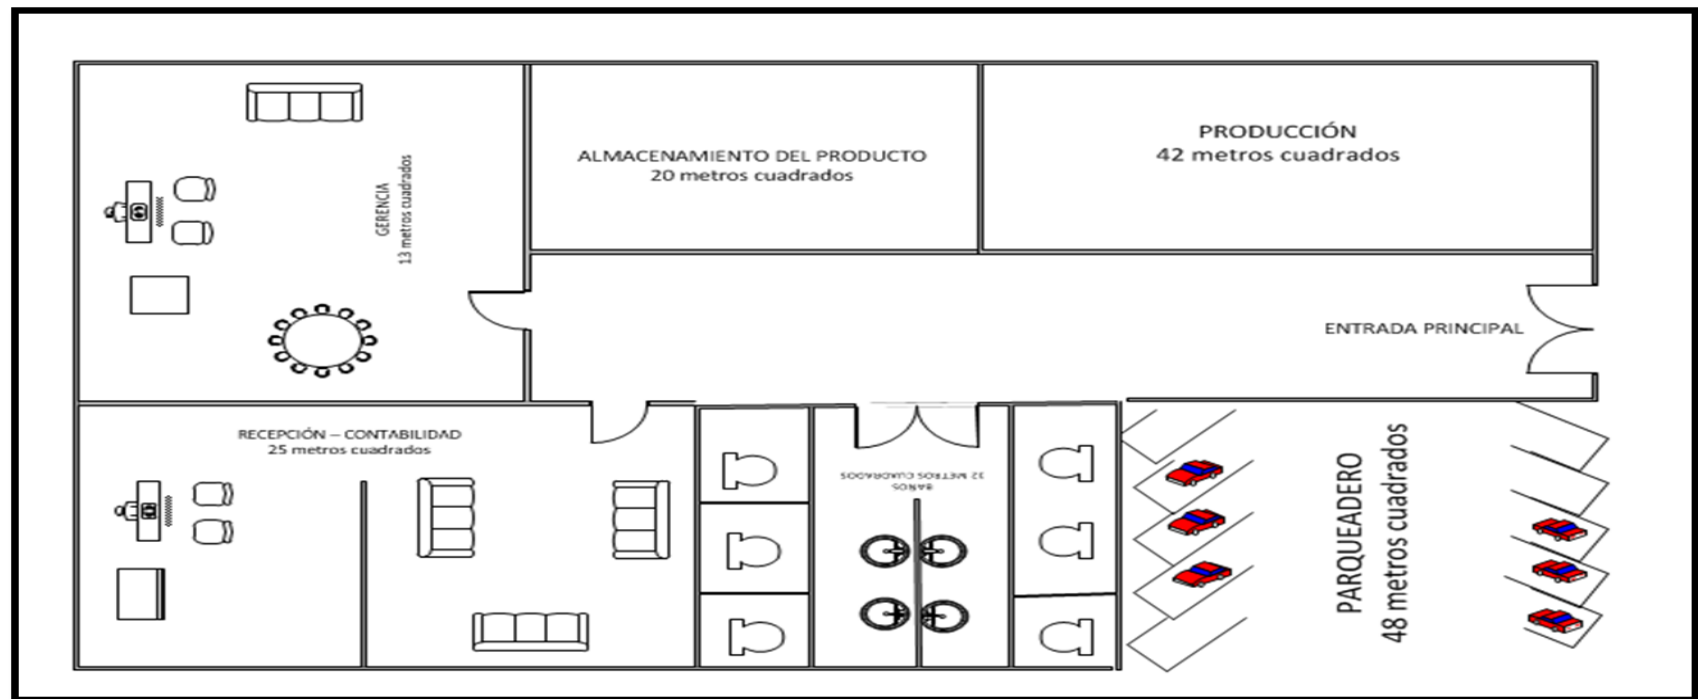 GERENCIA
13 metros cuadrados
ALMACENAMIENTO DEL PRODUCTO
20 metros cuadrados
PRODUCCIÓN
42 metros cuadrados
ENTRADA PRINCIPAL
RECEPCIÓN – CONTABILIDAD
25 metros cuadrados
BAÑOS
12 METROS CUADRADOS
PARQUEADERO
48 metros cuadrados